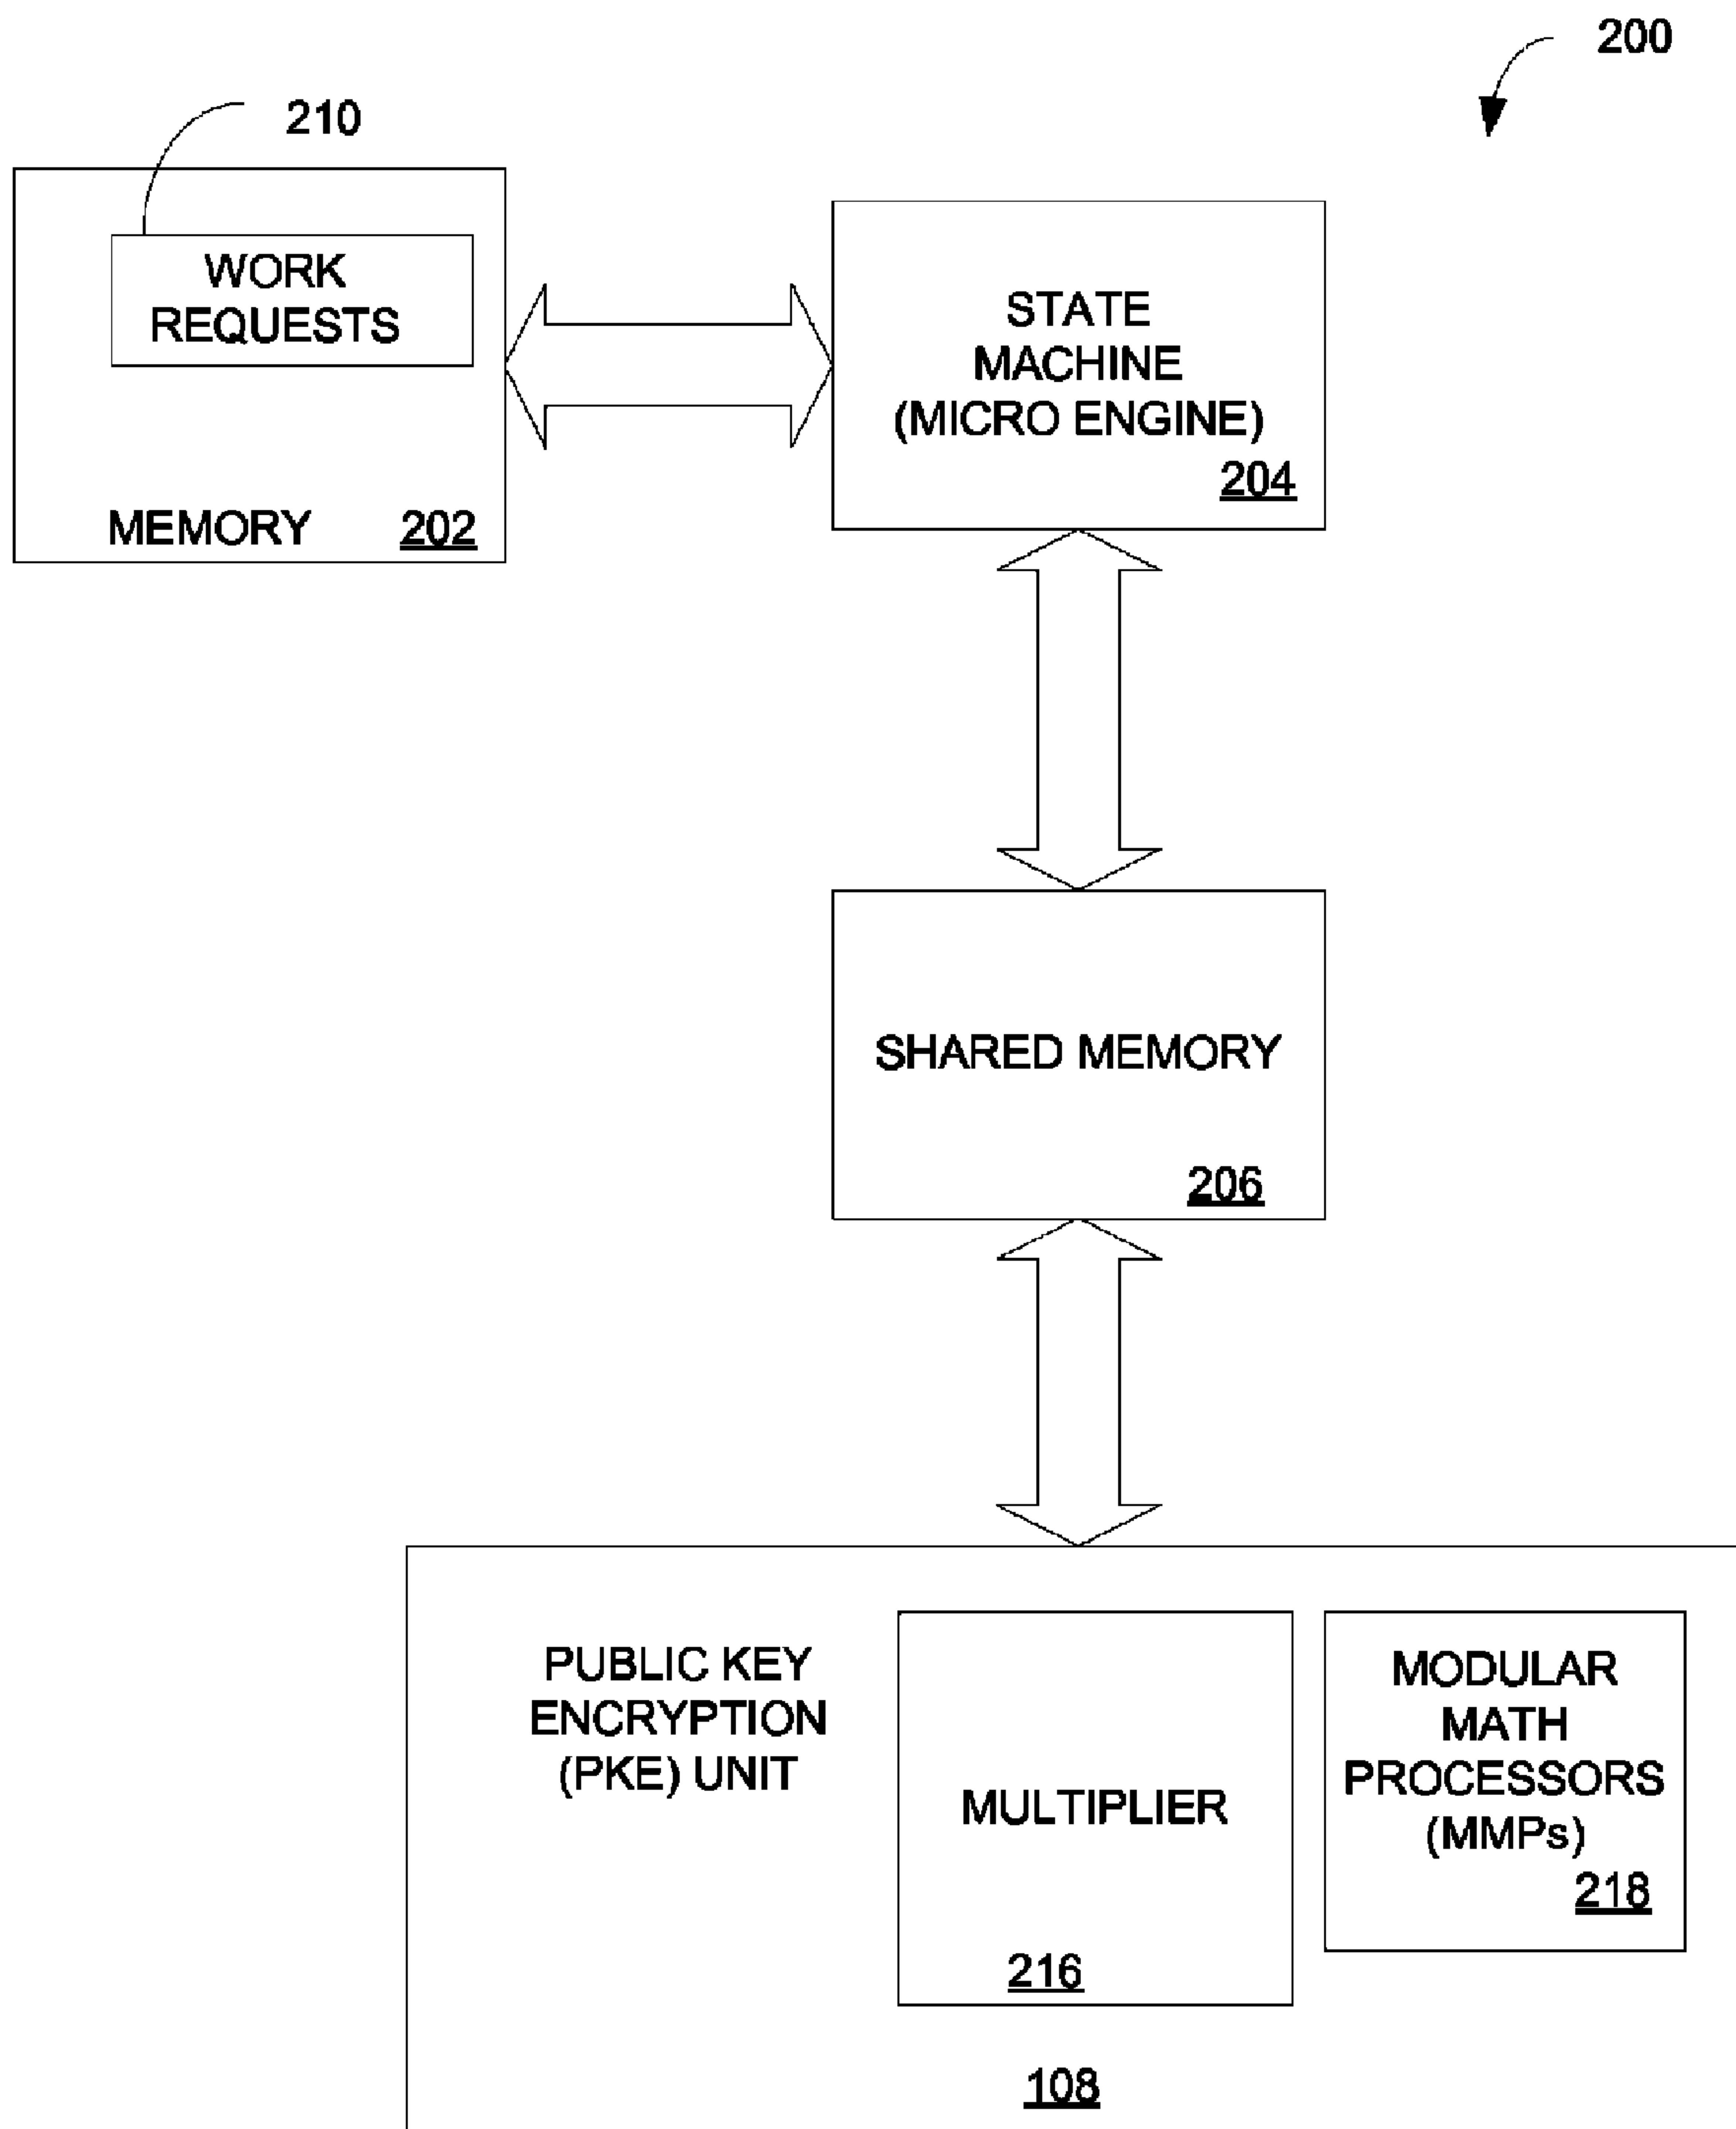 200
210
WORK
REQUESTS
MEMORY 202
STATE
MACHINE
(MICRO ENGINE)
204
SHARED MEMORY
206
PUBLIC KEY
ENCRYPTION
(PKE) UNIT
MULTIPLIER
216
MODULAR
MATH
PROCESSORS
(MMPs)
218
108